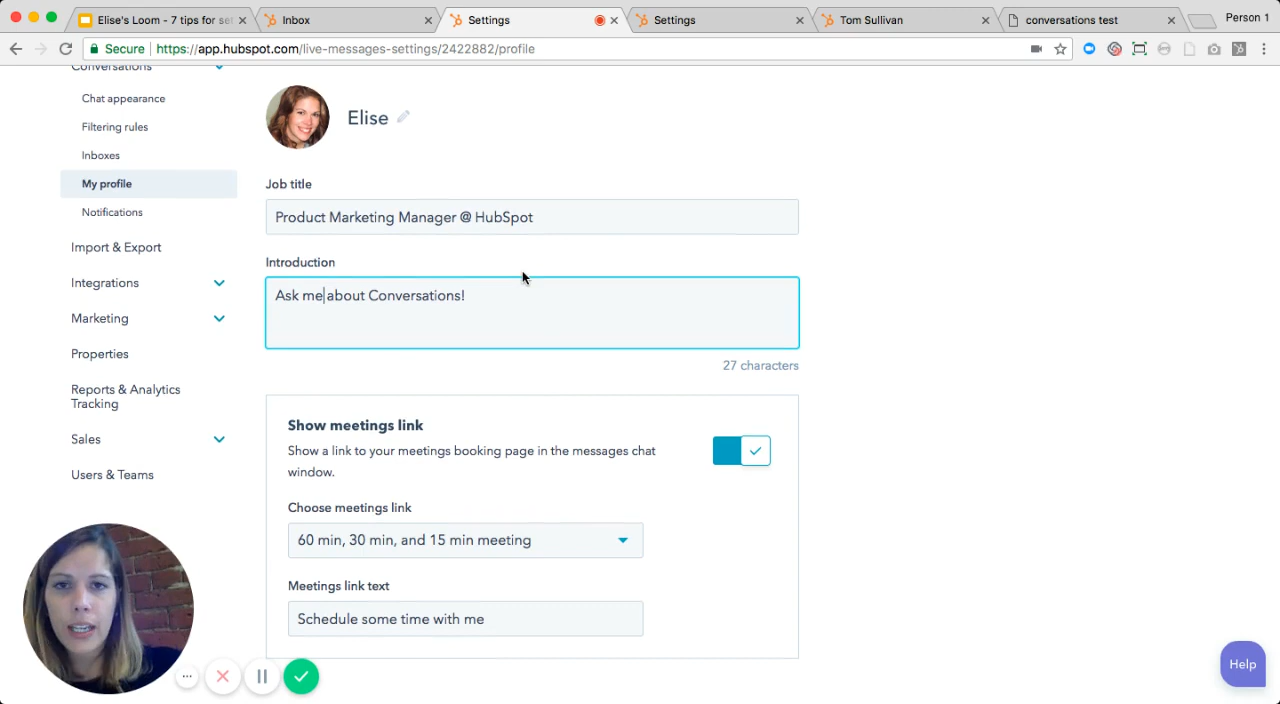 Elise's Loom - 7 tips for set
Inbox
Settings
Settings
Tom Sullivan
conversations test
Person 1
Secure
https://app.hubspot.com/live-messages-settings/2422882/profile
Conversations
Chat appearance
Filtering rules
Inboxes
My profile
Notifications
Import & Export
Integrations
Marketing
Properties
Reports & Analytics
Tracking
Sales
Users & Teams
Elise
Job title
Product Marketing Manager @ HubSpot
Introduction
Ask me about Conversations!
27 characters
Show meetings link
Show a link to your meetings booking page in the messages chat
window.
Choose meetings link
60 min, 30 min, and 15 min meeting
Meetings link text
Schedule some time with me
Help